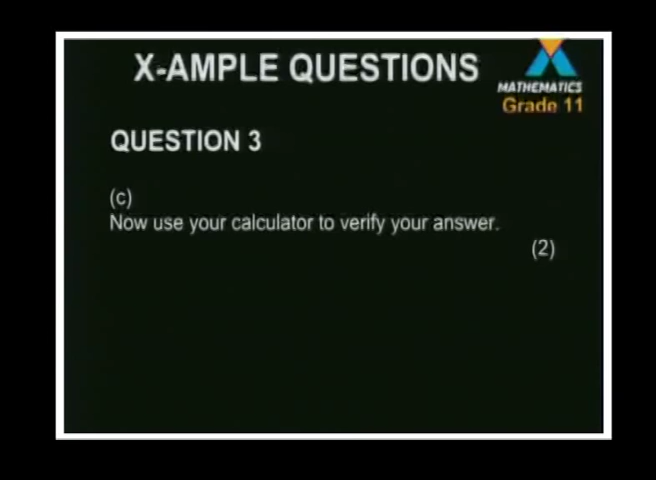 X-AMPLE QUESTIONS
MATHEMATICS
Grade 11
QUESTION 3
(c)
Now use your calculator to verify your answer.
(2)